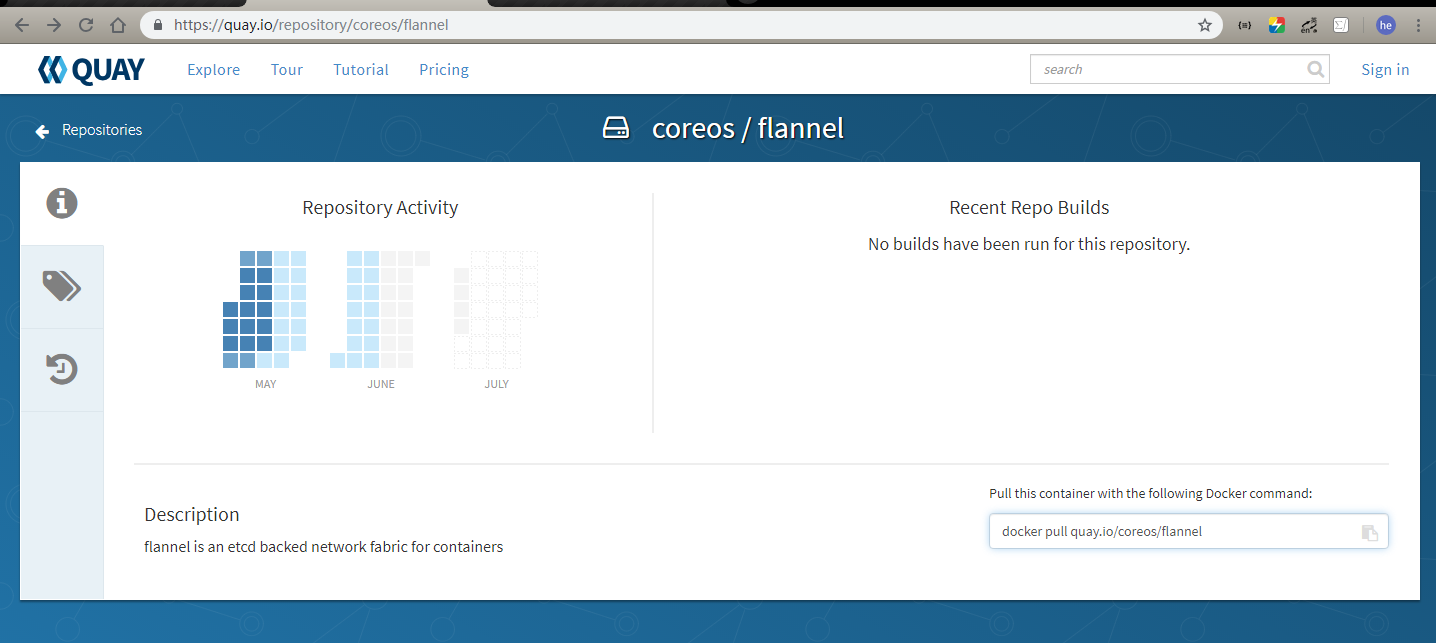 https://quay.io/repository/coreos/flannel
he
QUAY
Explore
Tour
Tutorial
Pricing
search
Sign in
Repositories
coreos / flannel
Repository Activity
Recent Repo Builds
No builds have been run for this repository.
MAY
JUNE
JULY
Pull this container with the following Docker command:
docker pull quay.io/coreos/flannel
Description
flannel is an etcd backed network fabric for containers